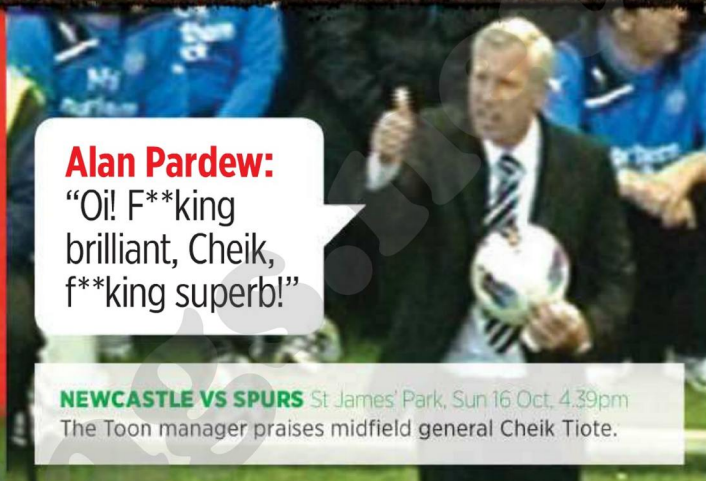 Alan Pardew:
“Oi! F**king
brilliant, Cheik,
f**king superb!”
NEWCASTLE VS SPURS St James’ Park, Sun 16 Oct, 4.39pm
The Toon manager praises midfield general Cheik Tiote.